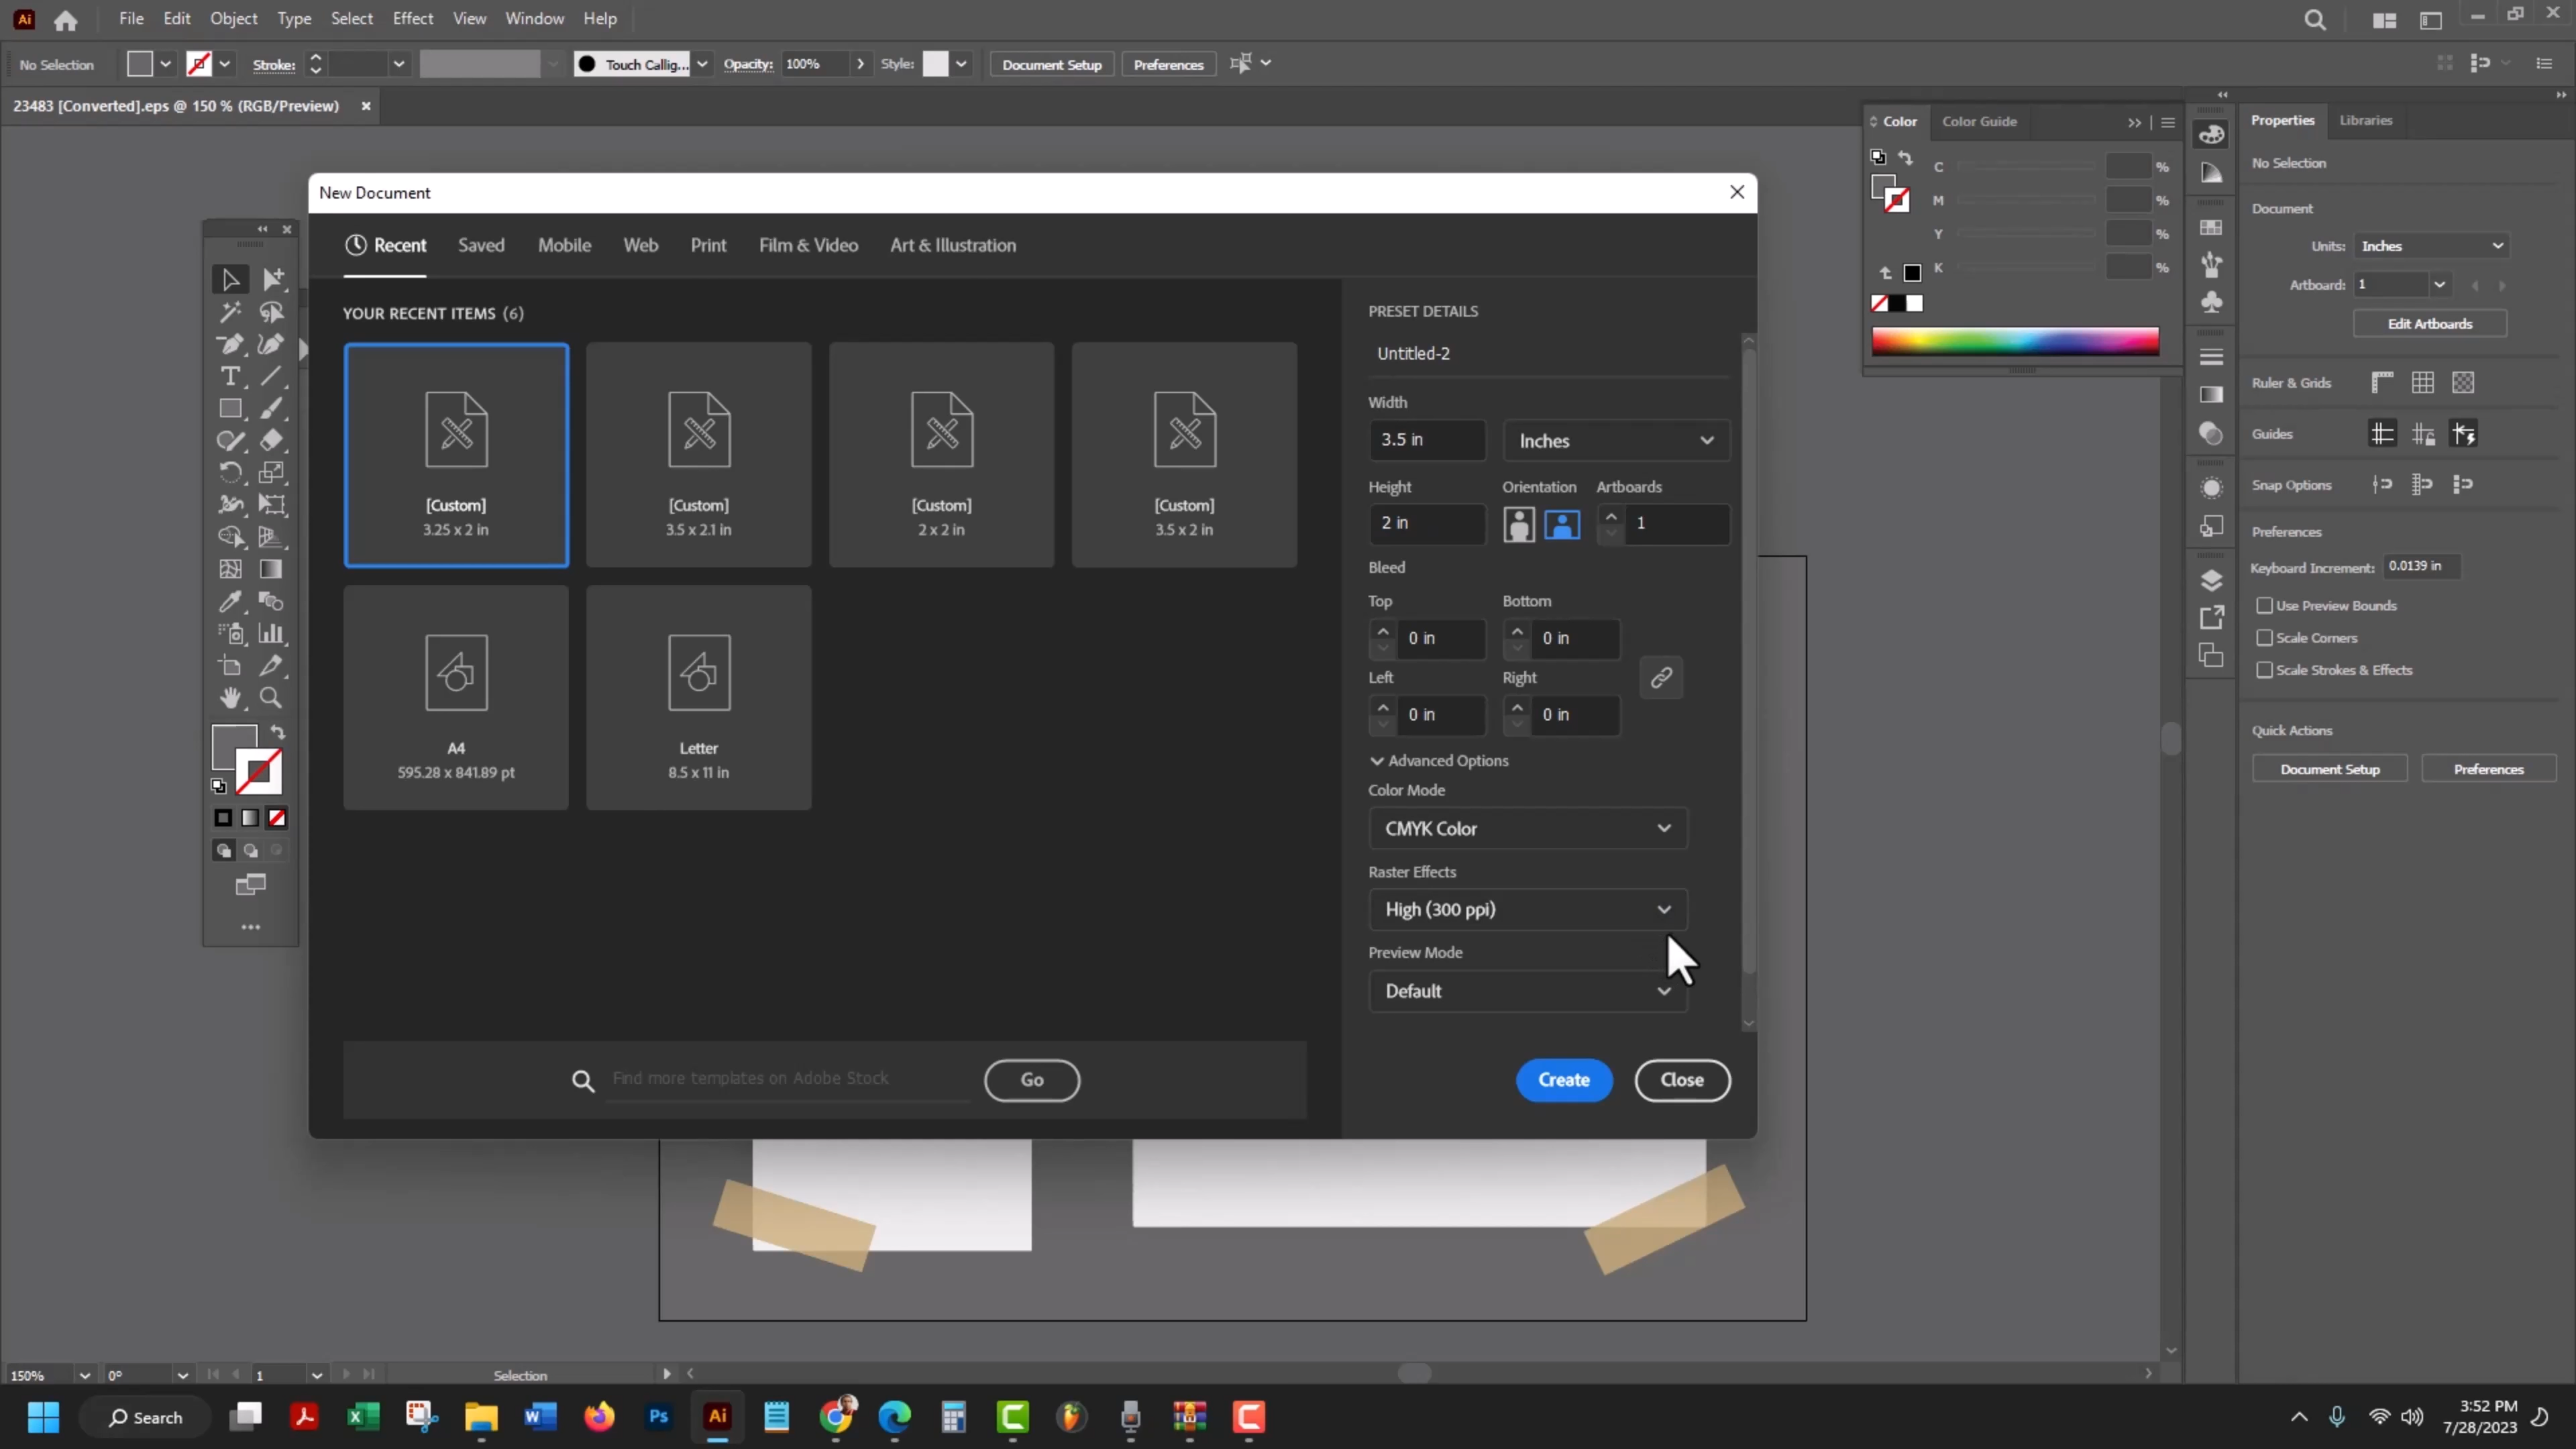 Ai File Edit Object Type Select Effect View Window Help
No Selection Stroke: Touch Callig... Opacity: 100% Style: Document Setup Preferences
23483 [Converted].eps @ 150 % (RGB/Preview)
New Document
Recent Saved Mobile Web Print Film & Video Art & Illustration
YOUR RECENT ITEMS (6)
[Custom] [Custom] [Custom] [Custom]
3.25 x 2 in 3.5 x 2.1 in 2 x 2 in 3.5 x 2 in
A4 Letter
595.28 x 841.89 pt 8.5 x 11 in
Find more templates on Adobe Stock Go
PRESET DETAILS
Untitled-2
Width
3.5 in Inches
Height Orientation Artboards
2 in 1
Bleed
Top Bottom
0 in 0 in
Left Right
0 in 0 in
Advanced Options
Color Mode
CMYK Color
Raster Effects
High (300 ppi)
Preview Mode
Default
Create Close
Color Color Guide
C %
M %
Y %
K %
Properties Libraries
No Selection
Document
Units: Inches
Artboard: 1
Edit Artboards
Ruler & Grids
Guides
Snap Options
Preferences
Keyboard Increment: 0.0139 in
Use Preview Bounds
Scale Corners
Scale Strokes & Effects
Quick Actions
Document Setup Preferences
150% 0° 1 Selection
Search Ps Ai
3:52 PM
7/28/2023